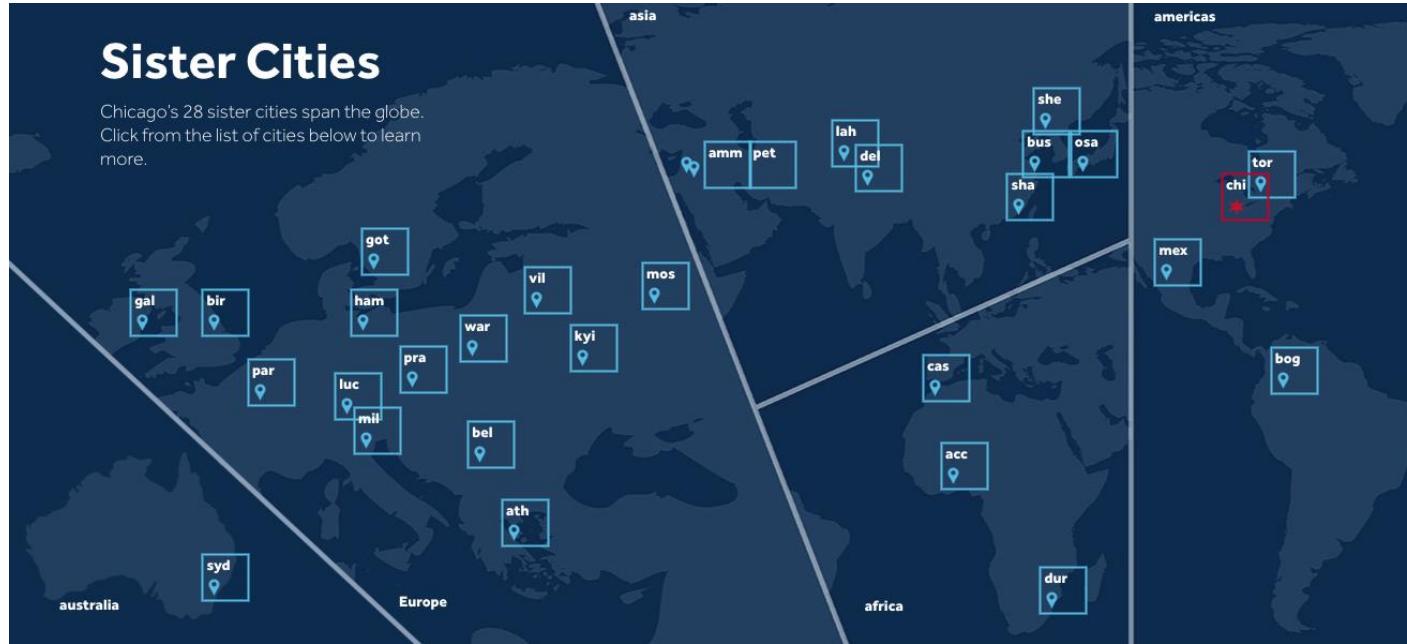 Sister Cities
Chicago's 28 sister cities span the globe.
Click from the list of cities below to learn
more.
asia
americas
she
lah
bus
osa
amm
pet
del
tor
sha
chi
got
mex
vil
mos
gal
bir
ham
war
kyi
pra
par
cas
bog
luc
mil
bel
acc
ath
syd
dur
australia
Europe
africa